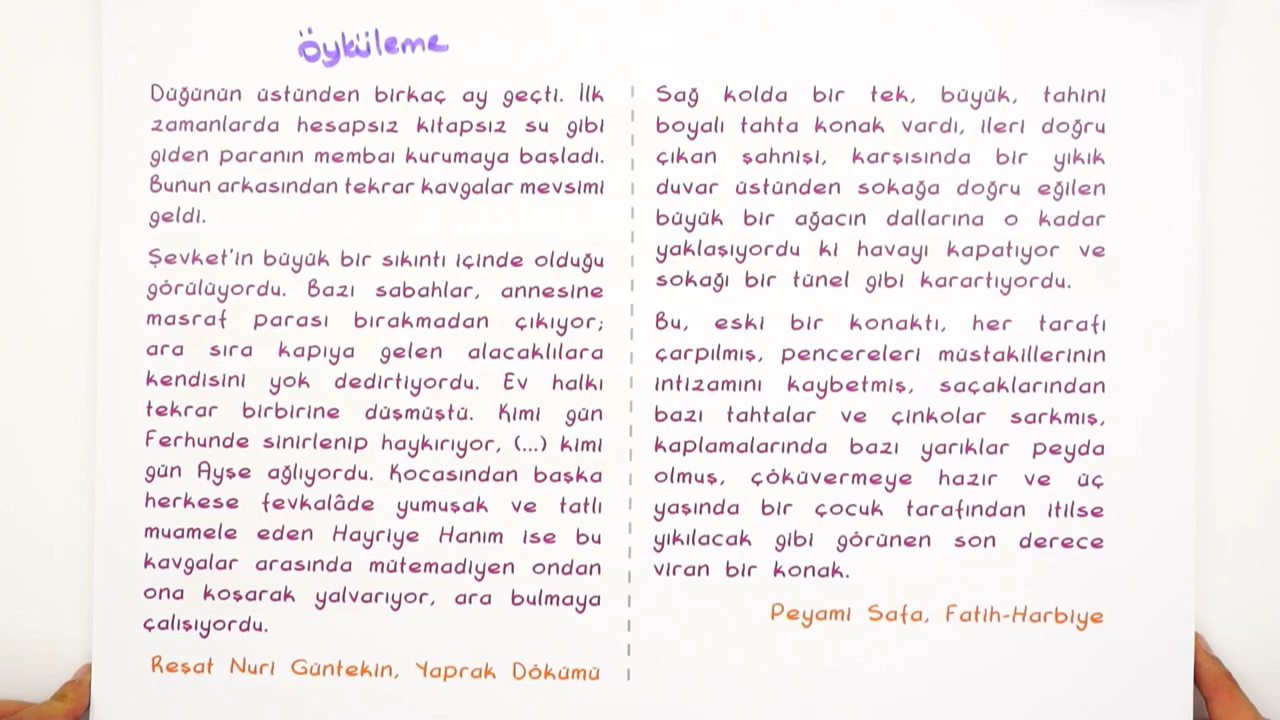 öyküleme
Düğünün üstünden birkaç ay geçti. İlk
zamanlarda hesapsız kitapsız su gibi
giden paranın membaı kurumaya başladı.
Bunun arkasından tekrar kavgalar mevsimi
geldi.
Şevket'in büyük bir sıkıntı içinde olduğu
görülüyordu. Bazı sabahlar, annesine
masraf parası bırakmadan çıkıyor;
ara sıra kapıya gelen alacaklılara
kendisini yok dedirtiyordu. Ev halkı
tekrar birbirine düşmüştü. Kimi gün
Ferhunde sinirlenip haykırıyor, (...) kimi
gün Ayşe ağlıyordu. Kocasından başka
herkese fevkalâde yumuşak ve tatlı
muamele eden Hayriye Hanım ise bu
kavgalar arasında mütemadiyen ondan
ona koşarak yalvarıyor, ara bulmaya
çalışıyordu.
Reşat Nuri Güntekin, Yaprak Dökümü
Sağ kolda bir tek, büyük, tahini
boyalı tahta konak vardı, ileri doğru
çıkan şahnişi, karşısında bir yıkık
duvar üstünden sokağa doğru eğilen
büyük bir ağacın dallarına o kadar
yaklaşıyordu ki havayı kapatıyor ve
sokağı bir tünel gibi karartıyordu.
Bu, eski bir konaktı, her tarafı
çarpılmış, pencereleri müstakillerinin
intizamını kaybetmiş, saçaklarından
bazı tahtalar ve çinkolar sarkmış,
kaplamalarında bazı yarıklar peyda
olmuş, çöküvermeye hazır ve üç
yaşında bir çocuk tarafından itilse
yıkılacak gibi görünen son derece
viran bir konak.
Peyami Safa, Fatih-Harbiye